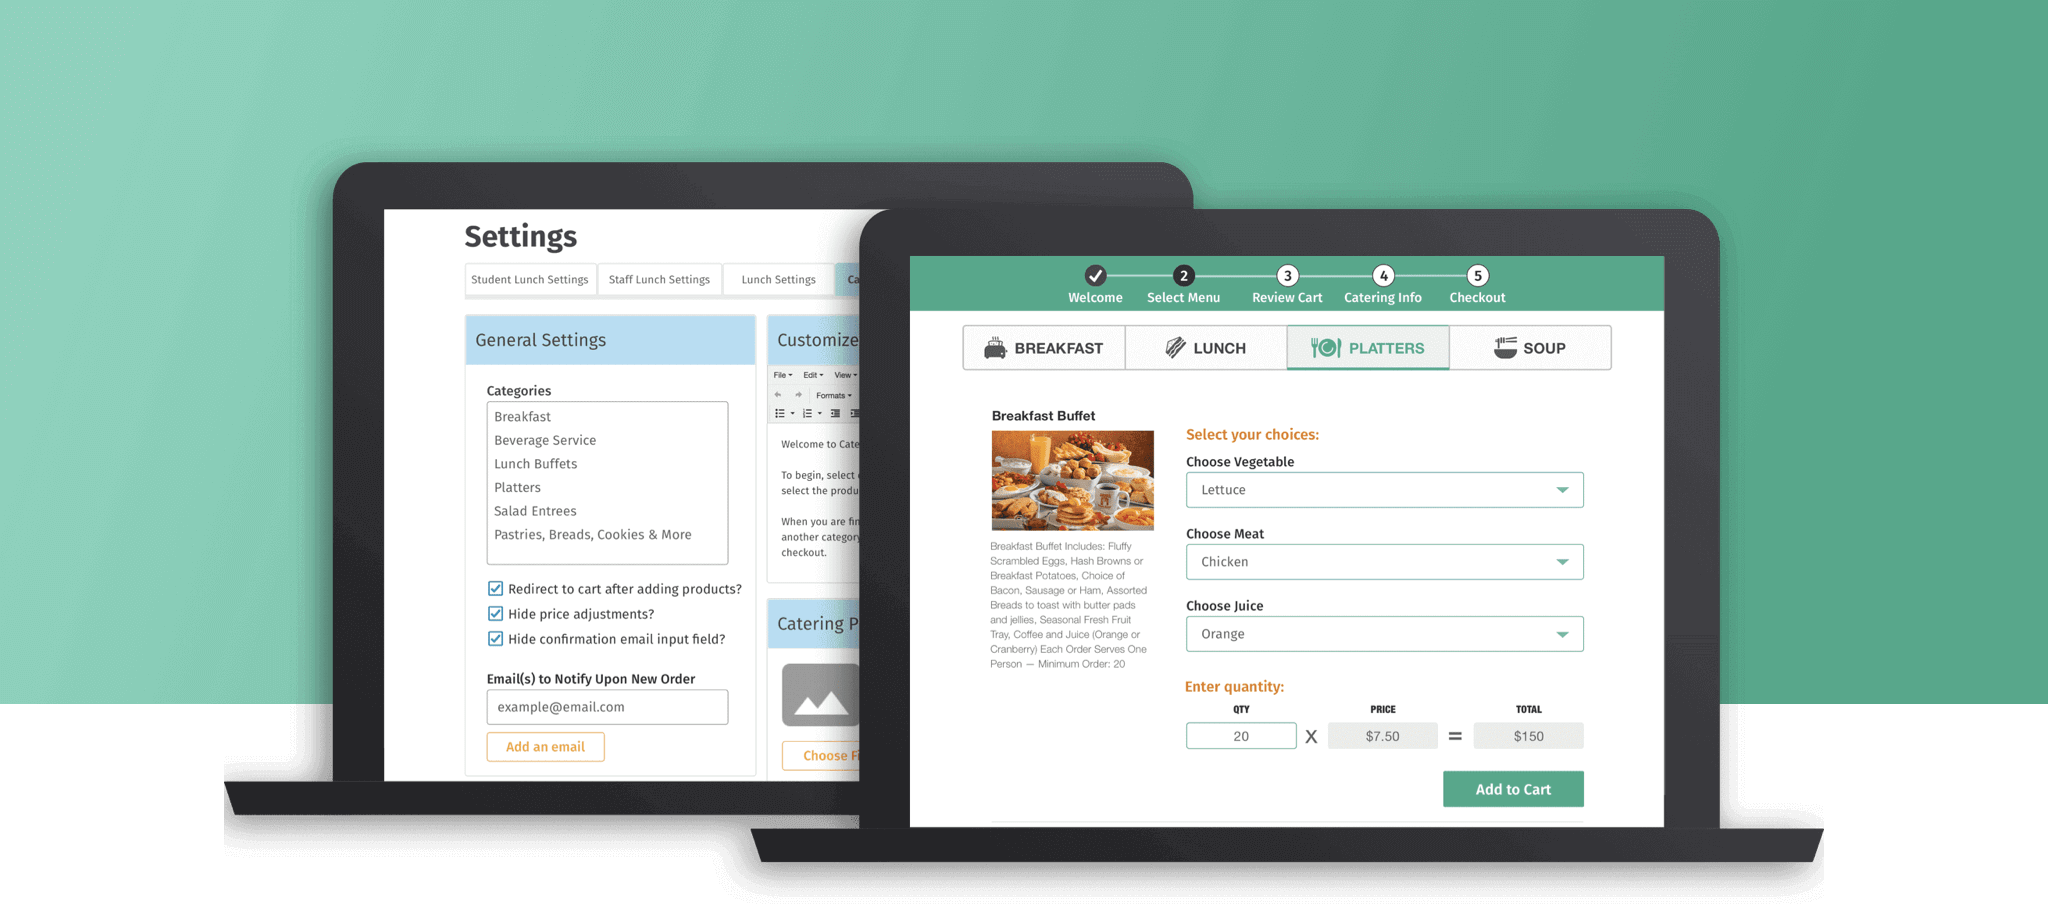 Settings
Student Lunch Settings
Staff Lunch Settings
Lunch Settings
General Settings
Categories
Breakfast
Beverage Service
Lunch Buffets
Platters
Salad Entrees
Pastries, Breads, Cookies & More
Redirect to cart after adding products?
Hide price adjustments?
Hide confirmation email input field?
Email(s) to Notify Upon New Order
example@email.com
Add an email
Customize
File Edit View
Formats
Welcome to
To begin, select
select the
When you are
another category
checkout.
Catering
Choose
2 3 4 5
Welcome Select Menu Review Cart Catering Info Checkout
BREAKFAST LUNCH PLATTERS SOUP
Breakfast Buffet
Breakfast Buffet Includes: Fluffy
Scrambled Eggs, Hash Browns or
Breakfast Potatoes, Choice of
Bacon, Sausage or Ham, Assorted
Breads to toast with butter pads
and jellies, Seasonal Fresh Fruit
Tray, Coffee and Juice (Orange or
Cranberry) Each Order Serves One
Person — Minimum Order: 20
Select your choices:
Choose Vegetable
Lettuce
Choose Meat
Chicken
Choose Juice
Orange
Enter quantity:
QTY PRICE TOTAL
20 X $7.50 = $150
Add to Cart